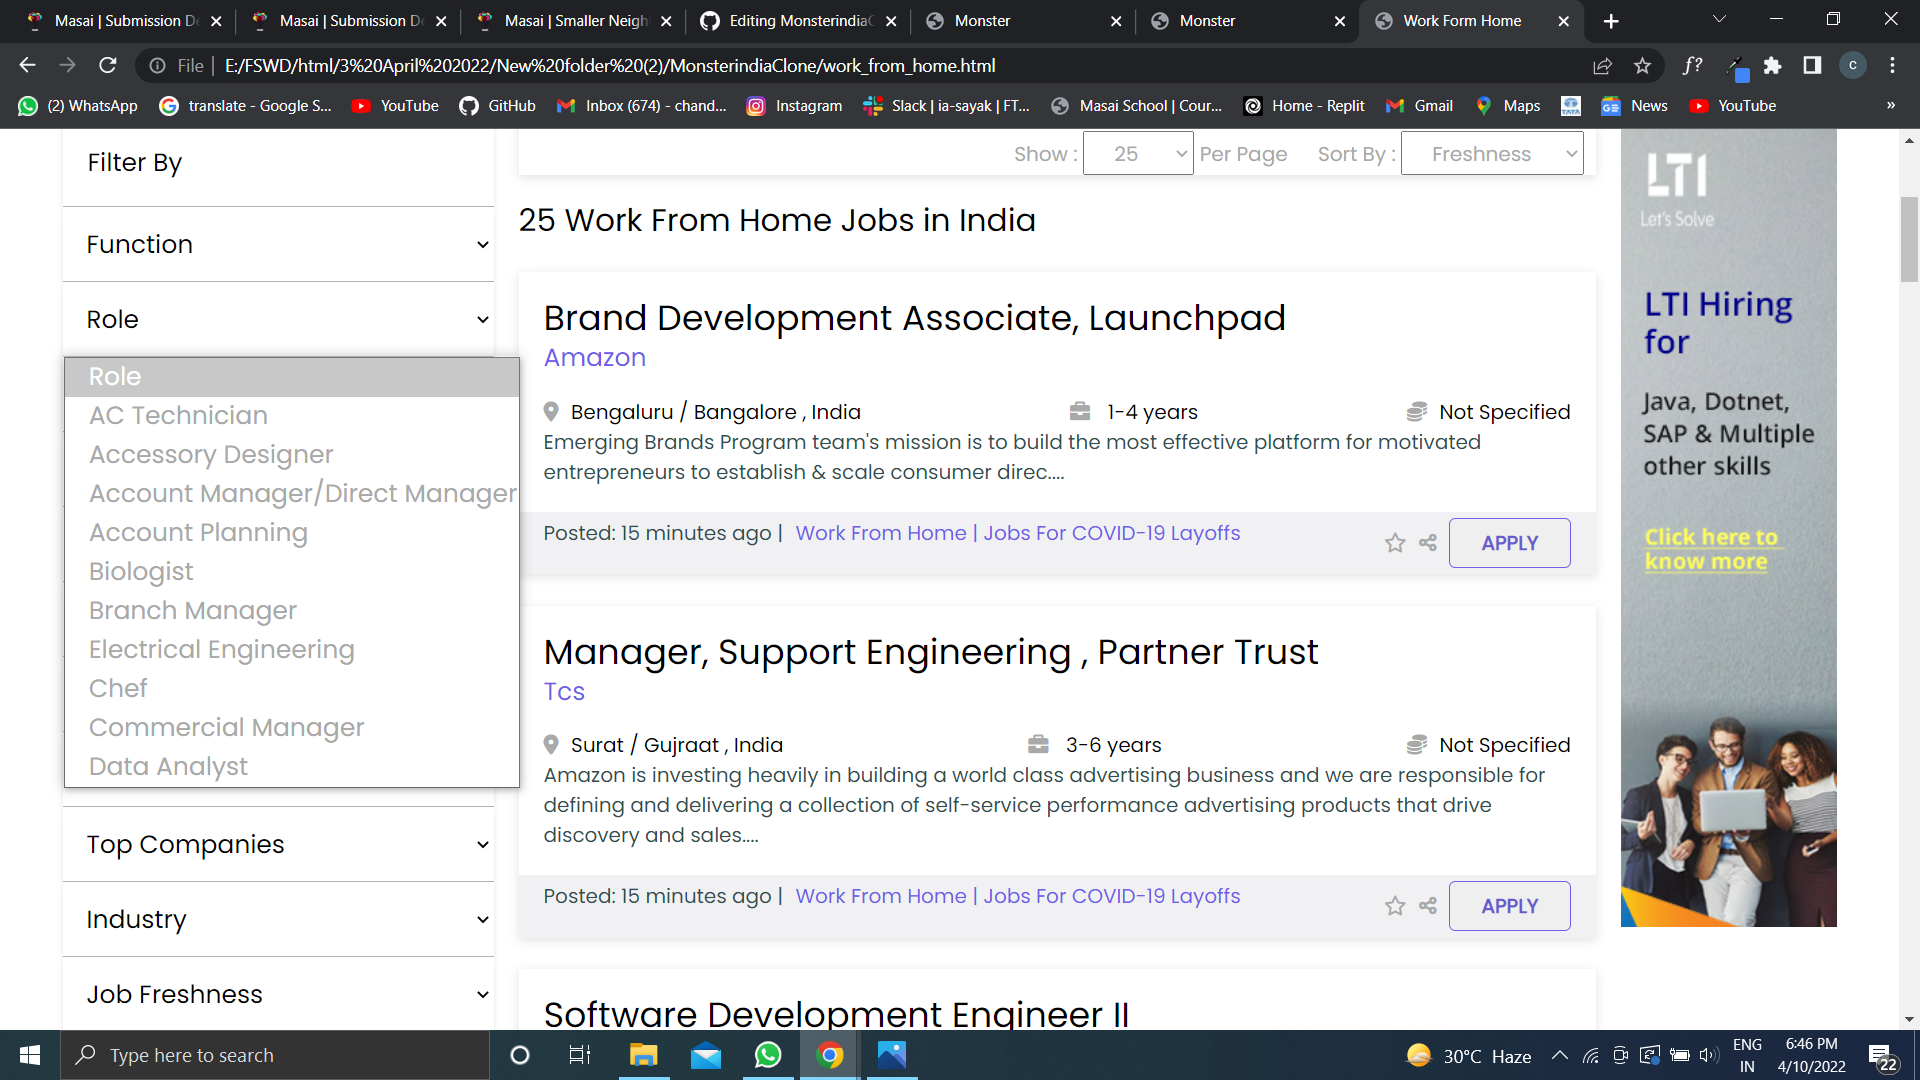 Masai | Submission De
Masai | Submission De
Masai | Smaller Neigh
Editing MonsterindiaC
Monster
Monster
Work Form Home
File | E:/FSWD/html/3%20April%202022/New%20folder%20(2)/MonsterindiaClone/work_from_home.html
f?
c
(2) WhatsApp
translate - Google S...
YouTube
GitHub
Inbox (674) - chand...
Instagram
Slack | ia-sayak | FT...
Masai School | Cour...
Home - Replit
Gmail
Maps
TATA
News
YouTube
»
Filter By
Function
Role
Role
AC Technician
Accessory Designer
Account Manager/Direct Manager
Account Planning
Biologist
Branch Manager
Electrical Engineering
Chef
Commercial Manager
Data Analyst
Top Companies
Industry
Job Freshness
Show : 25 Per Page Sort By : Freshness
25 Work From Home Jobs in India
Brand Development Associate, Launchpad
Amazon
Bengaluru / Bangalore , India 1-4 years Not Specified
Emerging Brands Program team's mission is to build the most effective platform for motivated
entrepreneurs to establish & scale consumer direc....
Posted: 15 minutes ago | Work From Home | Jobs For COVID-19 Layoffs APPLY
Manager, Support Engineering , Partner Trust
Tcs
Surat / Gujraat , India 3-6 years Not Specified
Amazon is investing heavily in building a world class advertising business and we are responsible for
defining and delivering a collection of self-service performance advertising products that drive
discovery and sales....
Posted: 15 minutes ago | Work From Home | Jobs For COVID-19 Layoffs APPLY
Software Development Engineer II
LTI
Let's Solve
LTI Hiring
for
Java, Dotnet,
SAP & Multiple
other skills
Click here to
know more
Type here to search
30°C Haze
ENG
IN
6:46 PM
4/10/2022
22